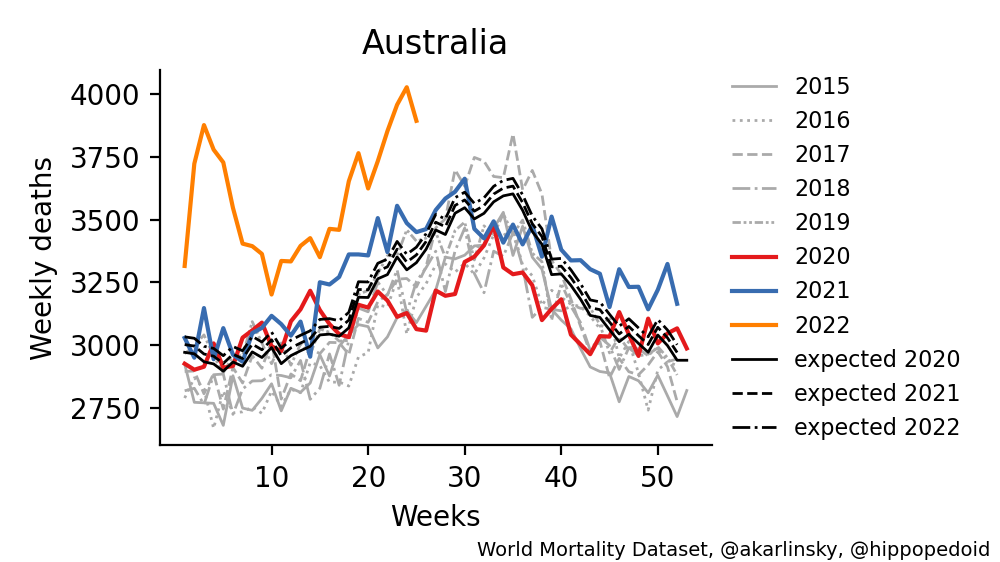 Australia
Weekly deaths
4000
3750
3500
3250
3000
2750
10 20 30 40 50
Weeks
2015
2016
2017
2018
2019
2020
2021
2022
expected 2020
expected 2021
expected 2022
World Mortality Dataset, @akarlinsky, @hippopedoid